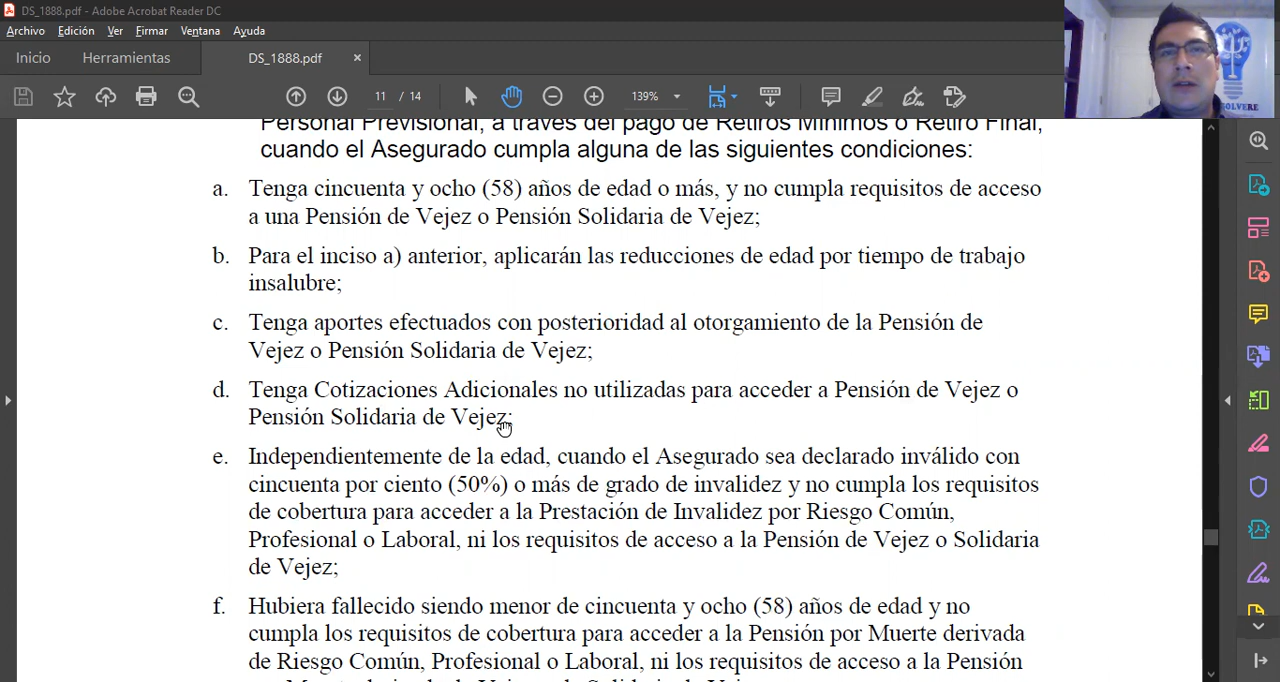 DS_1888.pdf - Adobe Acrobat Reader DC
Archivo Edición Ver Firmar Ventana Ayuda
Inicio Herramientas DS_1888.pdf ×
11 / 14 139%
SOLVERE
Personal Previsional, a través del pago de Retiros Mínimos o Retiro Final,
cuando el Asegurado cumpla alguna de las siguientes condiciones:
a. Tenga cincuenta y ocho (58) años de edad o más, y no cumpla requisitos de acceso
a una Pensión de Vejez o Pensión Solidaria de Vejez;
b. Para el inciso a) anterior, aplicarán las reducciones de edad por tiempo de trabajo
insalubre;
c. Tenga aportes efectuados con posterioridad al otorgamiento de la Pensión de
Vejez o Pensión Solidaria de Vejez;
d. Tenga Cotizaciones Adicionales no utilizadas para acceder a Pensión de Vejez o
Pensión Solidaria de Vejez;
e. Independientemente de la edad, cuando el Asegurado sea declarado inválido con
cincuenta por ciento (50%) o más de grado de invalidez y no cumpla los requisitos
de cobertura para acceder a la Prestación de Invalidez por Riesgo Común,
Profesional o Laboral, ni los requisitos de acceso a la Pensión de Vejez o Solidaria
de Vejez;
f. Hubiera fallecido siendo menor de cincuenta y ocho (58) años de edad y no
cumpla los requisitos de cobertura para acceder a la Pensión por Muerte derivada
de Riesgo Común, Profesional o Laboral, ni los requisitos de acceso a la Pensión